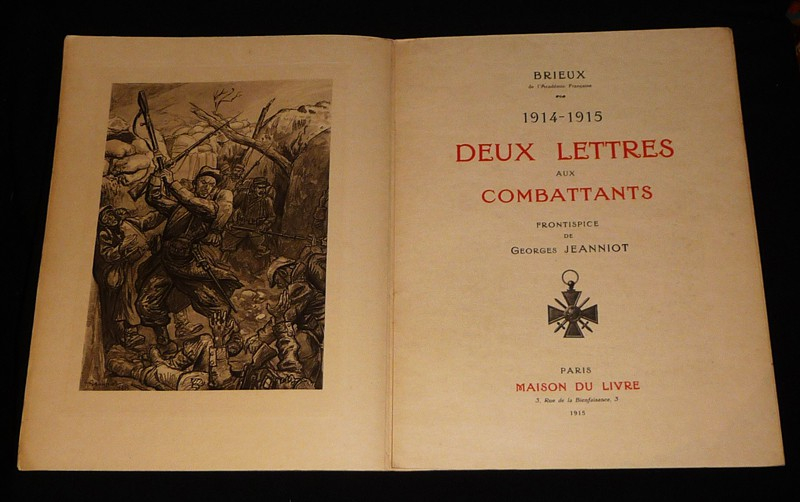 BRIEUX
de l'Académie Française
1914-1915
DEUX LETTRES
AUX
COMBATTANTS
FRONTISPICE
DE
GEORGES JEANNIOT
PARIS
MAISON DU LIVRE
3, Rue de la Bienfaisance, 3
1915